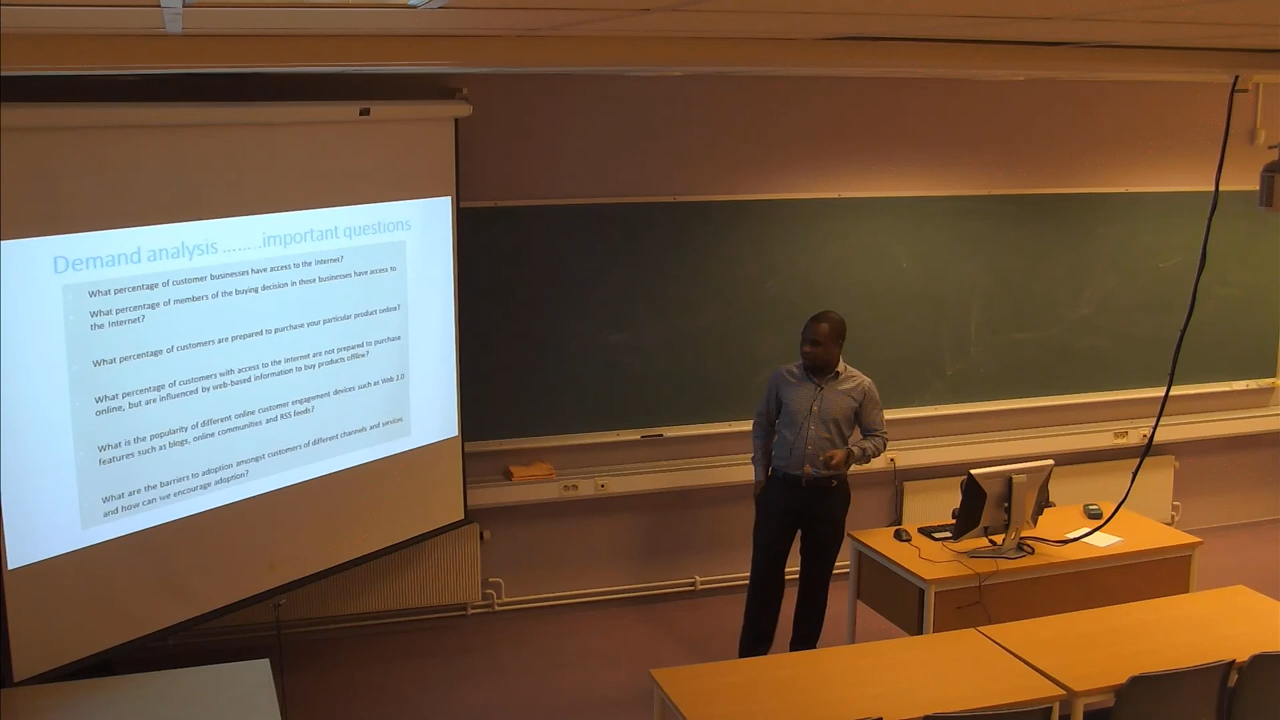 Demand analysis ........important questions
What percentage of customer businesses have access to the Internet?
What percentage of members of the buying decision in these businesses have access to
the Internet?
What percentage of customers are prepared to purchase your particular product online?
What percentage of customers with access to the Internet are not prepared to purchase
online, but are influenced by web-based information to buy products offline?
What is the popularity of different online customer engagement devices such as Web 2.0
features such as blogs, online communities and RSS feeds?
What are the barriers to adoption amongst customers of different channels and services
and how can we encourage adoption?